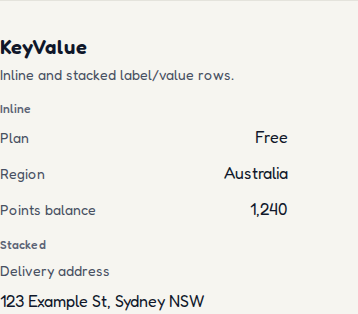 KeyValue
Inline and stacked label/value rows.
Inline
Plan Free
Region Australia
Points balance 1,240
Stacked
Delivery address
123 Example St, Sydney NSW